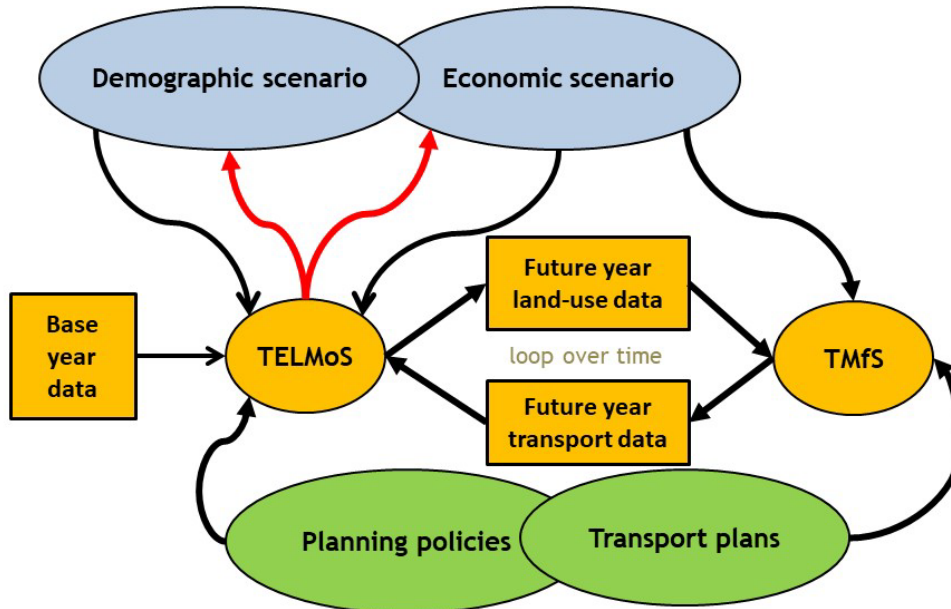 Demographic scenario
Economic scenario
Future year
land-use data
Base
year
data
TELMoS
loop over time
TMfS
Future year
transport data
Planning policies
Transport plans